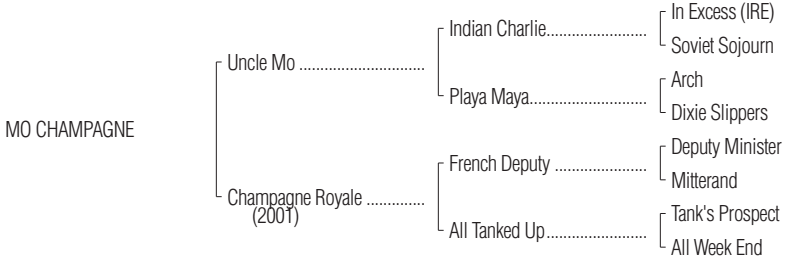 In Excess (IRE)
Indian Charlie........................
Soviet Sojourn
Uncle Mo ............................
Arch
Playa Maya............................
Dixie Slippers
MO CHAMPAGNE
Deputy Minister
French Deputy ......................
Mitterand
Champagne Royale .............
(2001)
Tank's Prospect
All Tanked Up.......................
All Week End